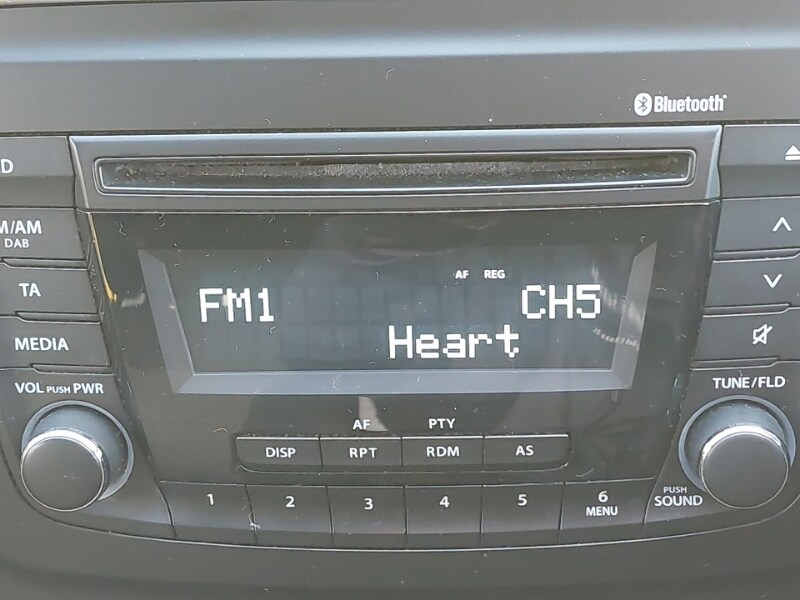 Bluetooth
D
M/AM
DAB
TA
MEDIA
VOL PUSH PWR
AF REG
FM1 CH5
Heart
TUNE/FLD
AF PTY
DISP RPT RDM AS
1 2 3 4 5 6
MENU
PUSH
SOUND